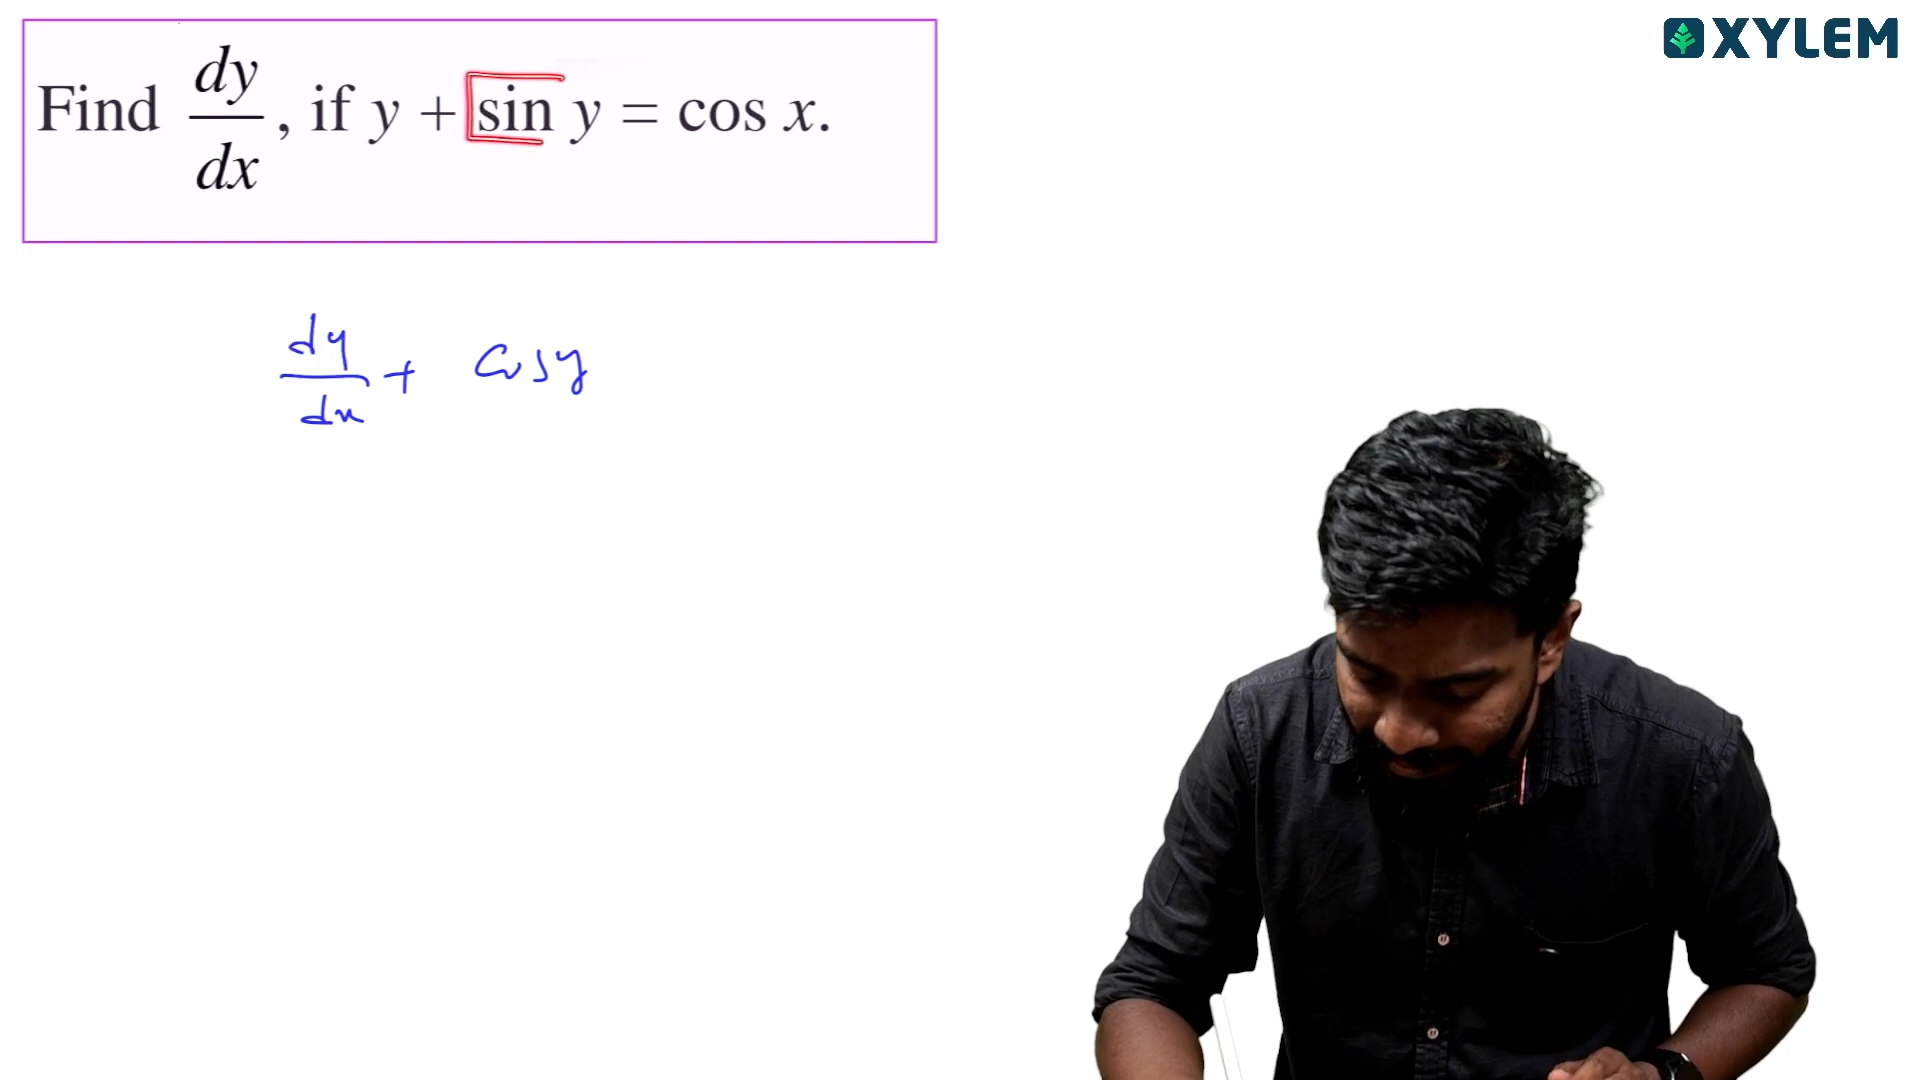 XYLEM
Find dy/dx, if y + sin y = cos x.
dy/dx + cos y